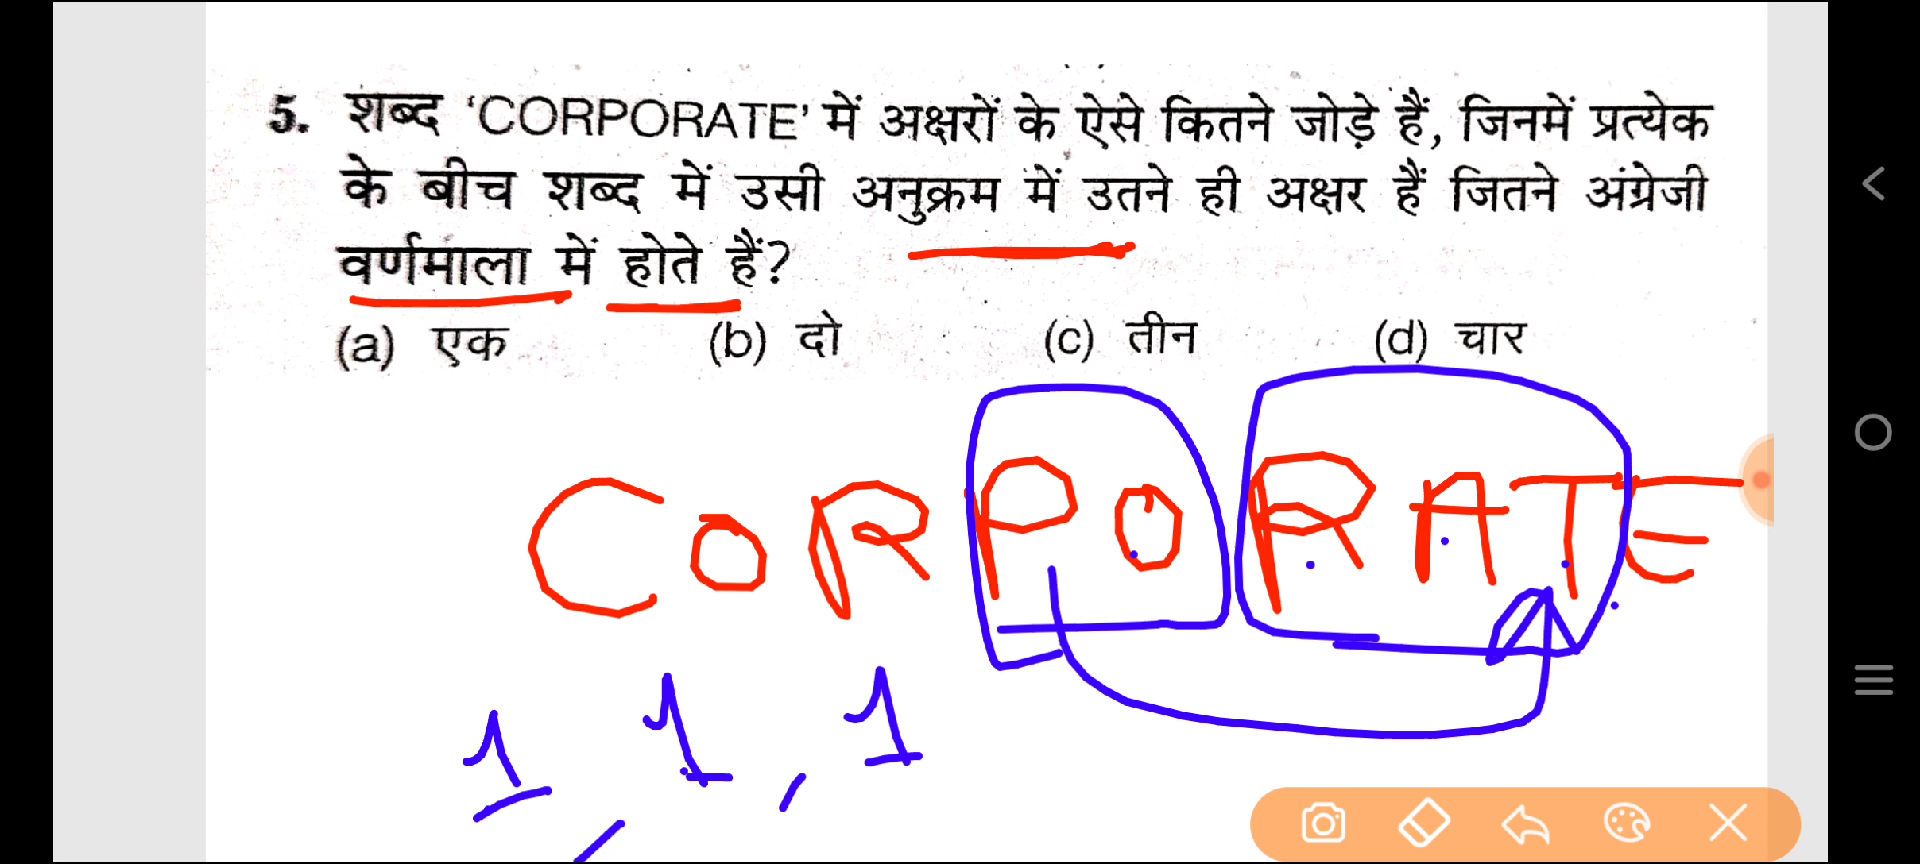 5. शब्द 'CORPORATE' में अक्षरों के ऐसे कितने जोड़े हैं, जिनमें प्रत्येक
के बीच शब्द में उसी अनुक्रम में उतने ही अक्षर हैं जितने अंग्रेजी
वर्णमाला में होते हैं?
(a) एक (b) दो (c) तीन (d) चार
CORPORATE
1, 1, 1